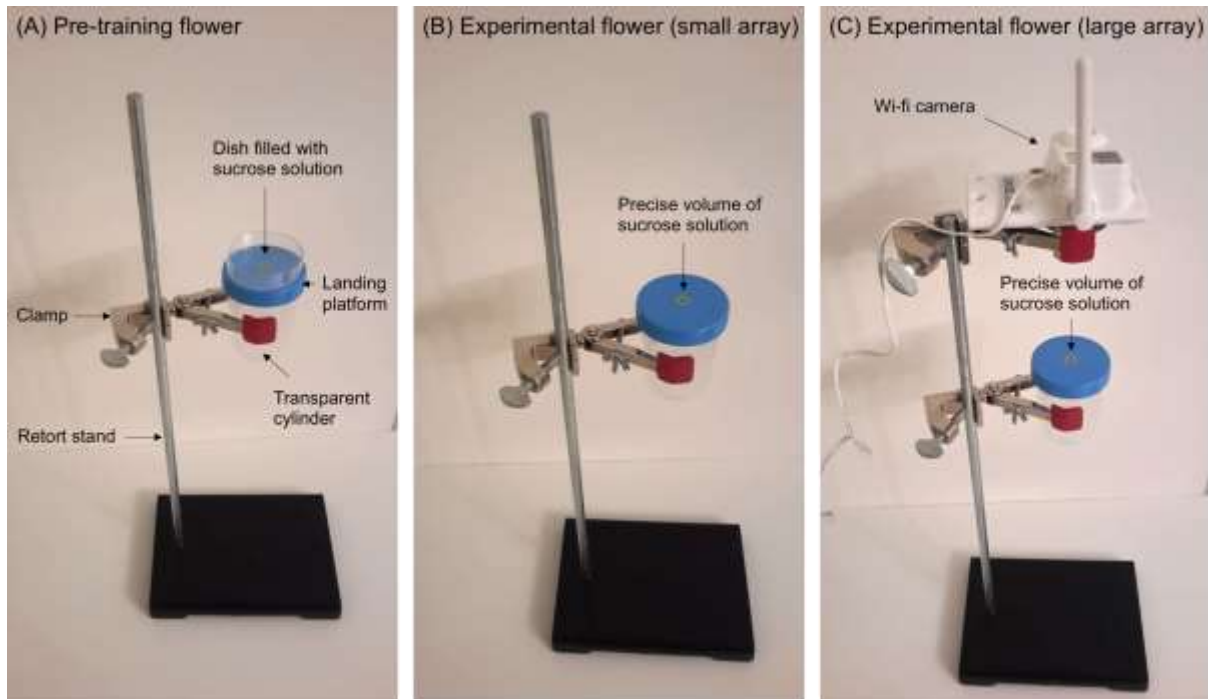 (A) Pre-training flower
Dish filled with
sucrose solution
Landing
platform
Clamp
Transparent
cylinder
Retort stand
(B) Experimental flower (small array)
Precise volume of
sucrose solution
(C) Experimental flower (large array)
Wi-fi camera
Precise volume of
sucrose solution